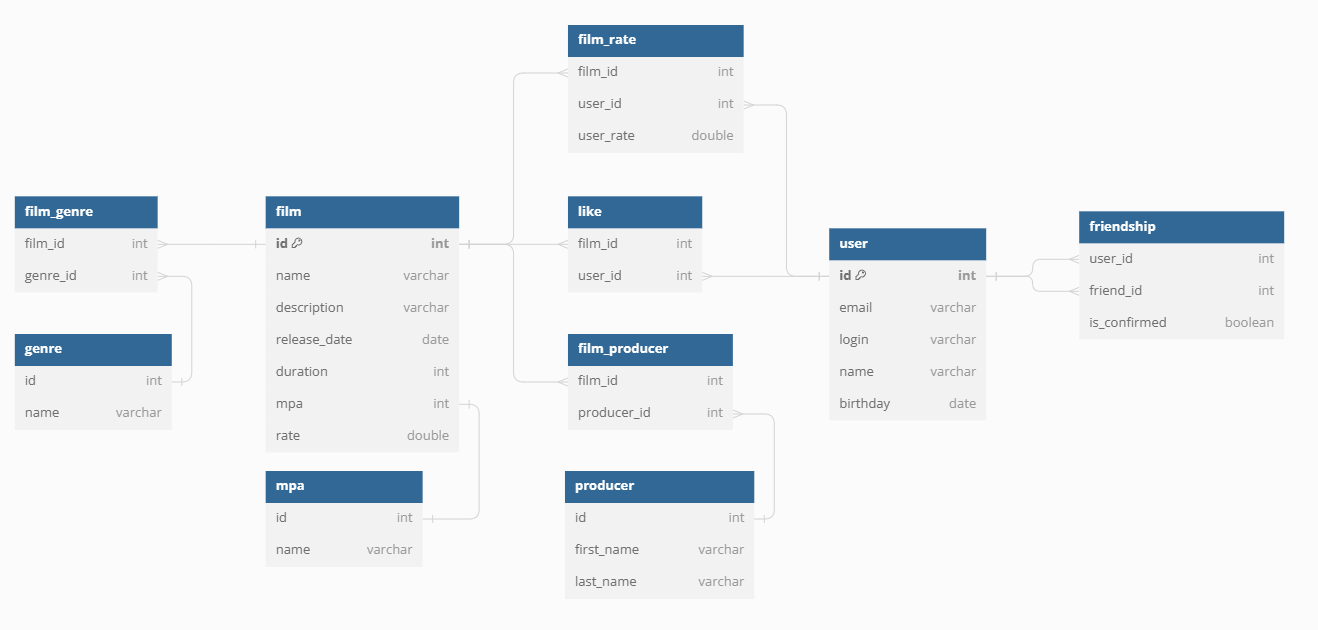 film_rate
film_id int
user_id int
user_rate double
film_genre
film_id int
genre_id int
film
id int
name varchar
description varchar
release_date date
duration int
mpa int
rate double
like
film_id int
user_id int
user
id int
email varchar
login varchar
name varchar
birthday date
friendship
user_id int
friend_id int
is_confirmed boolean
genre
id int
name varchar
film_producer
film_id int
producer_id int
mpa
id int
name varchar
producer
id int
first_name varchar
last_name varchar